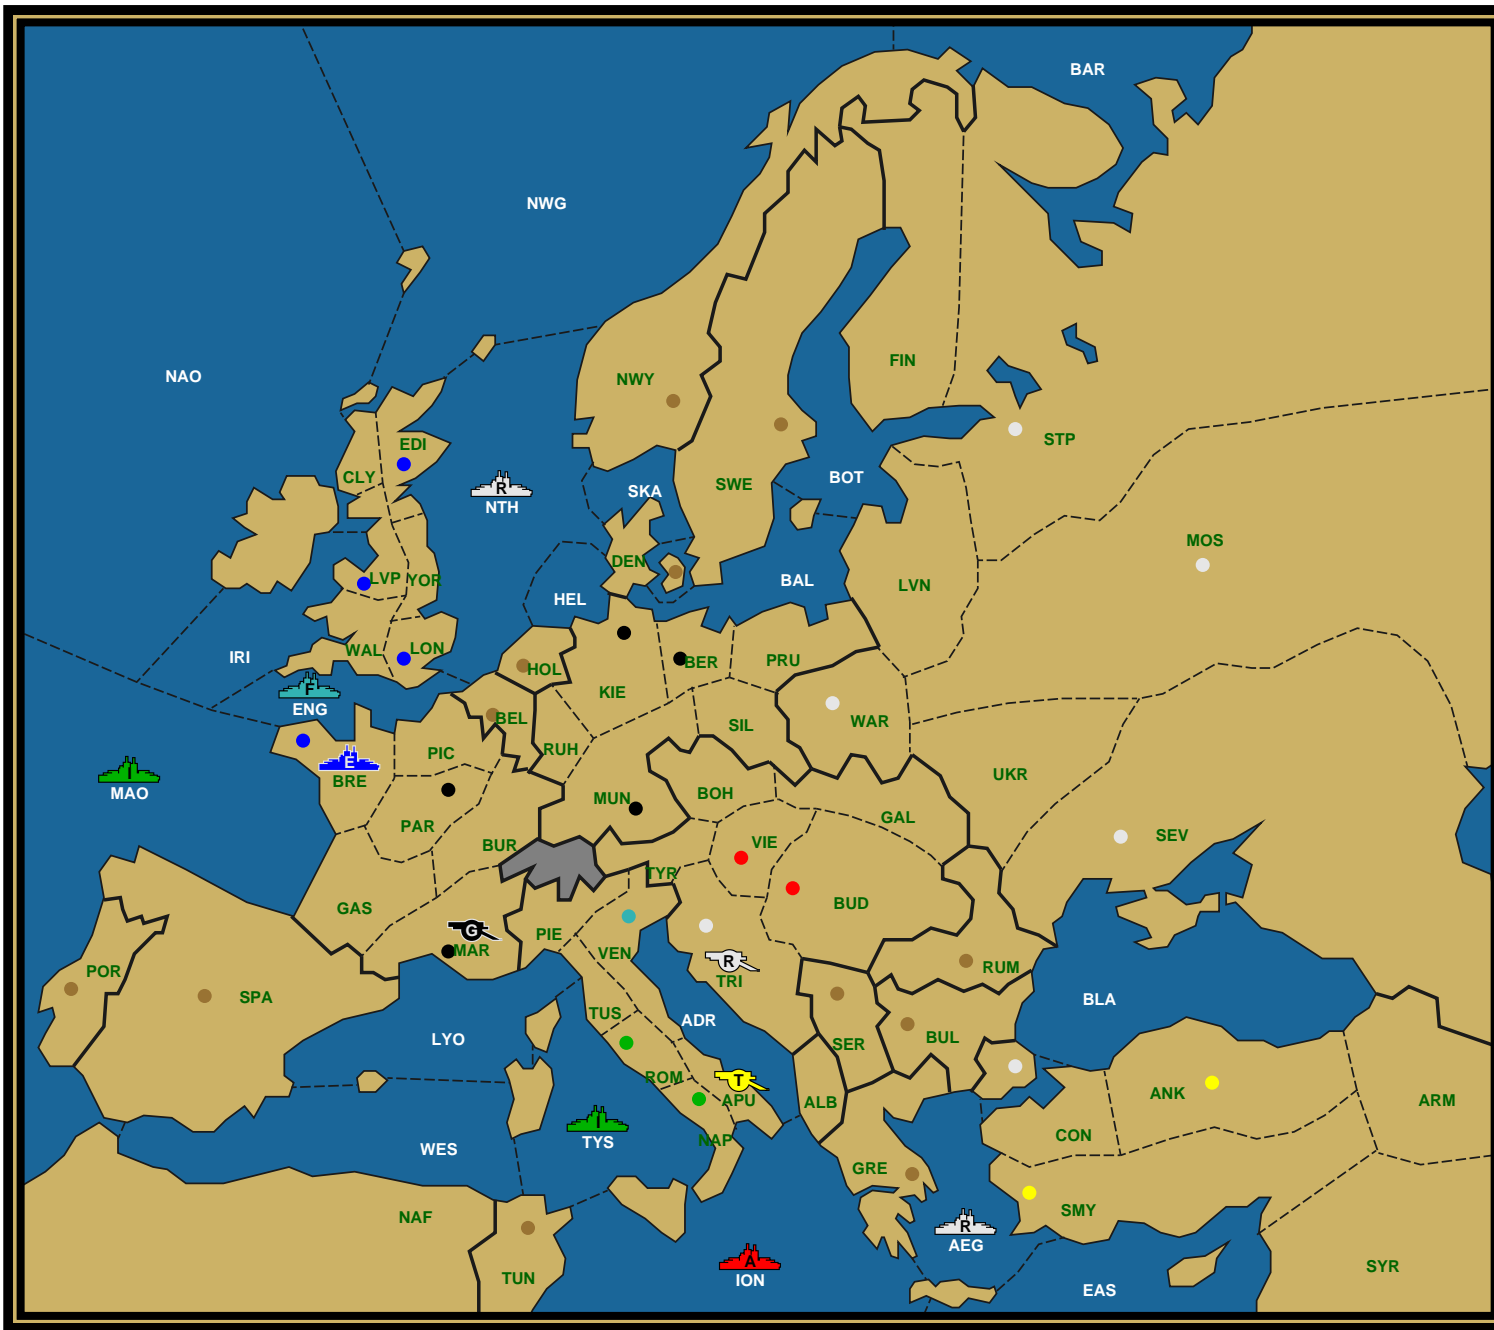 BAR
NWG
NAO
NWY
FIN
EDI
STP
CLY
SWE
BOT
R
NTH
SKA
MOS
DEN
LVP YOR
BAL
LVN
HEL
IRI
WAL
LON
HOL
BER
PRU
KIE
F
ENG
BEL
SIL
WAR
PIC
RUH
E
BRE
UKR
I
MAO
MUN
BOH
PAR
GAL
SEV
BUR
VIE
TYR
GAS
BUD
G
MAR
PIE
VEN
R
TRI
RUM
POR
SPA
BLA
TUS
ADR
LYO
SER
BUL
ROM
T
APU
ALB
ANK
ARM
I
TYS
NAP
CON
WES
GRE
NAF
SMY
R
AEG
A
ION
TUN
SYR
EAS